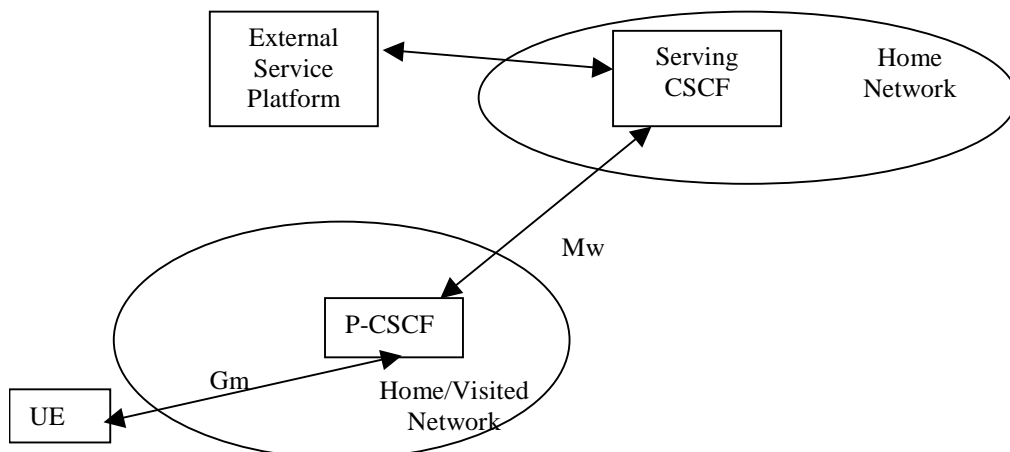 External
Service
Platform
Serving
CSCF
Home
Network
Mw
P-CSCF
Gm
Home/Visited
Network
UE